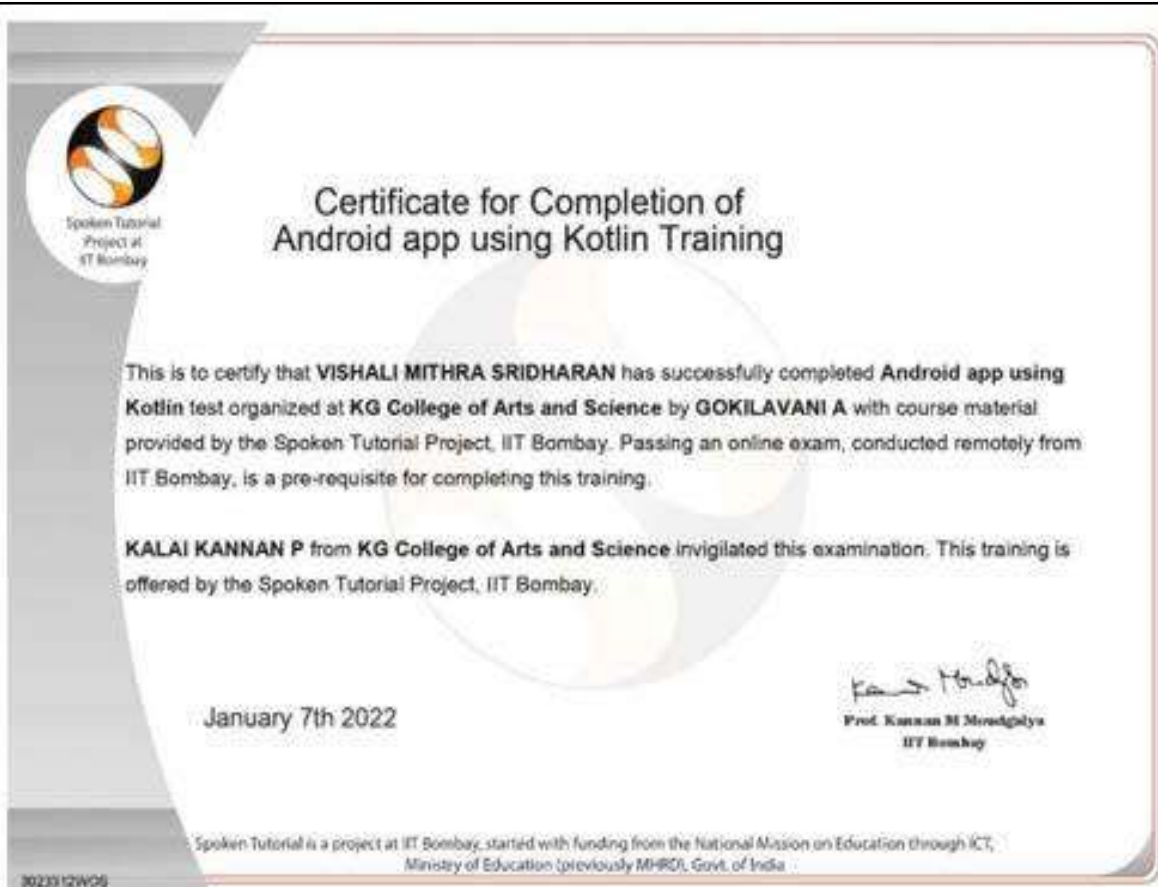 Spoken Tutorial
Project at
IIT Bombay
Certificate for Completion of
Android app using Kotlin Training
This is to certify that VISHALI MITHRA SRIDHARAN has successfully completed Android app using
Kotlin test organized at KG College of Arts and Science by GOKILAVANI A with course material
provided by the Spoken Tutorial Project, IIT Bombay. Passing an online exam, conducted remotely from
IIT Bombay, is a pre-requisite for completing this training.
KALAI KANNAN P from KG College of Arts and Science invigilated this examination. This training is
offered by the Spoken Tutorial Project, IIT Bombay.
January 7th 2022
Prof. Kannan M Moudgalya
IIT Bombay
Spoken Tutorial is a project at IIT Bombay, started with funding from the National Mission on Education through ICT,
Ministry of Education (previously MHRD), Govt. of India